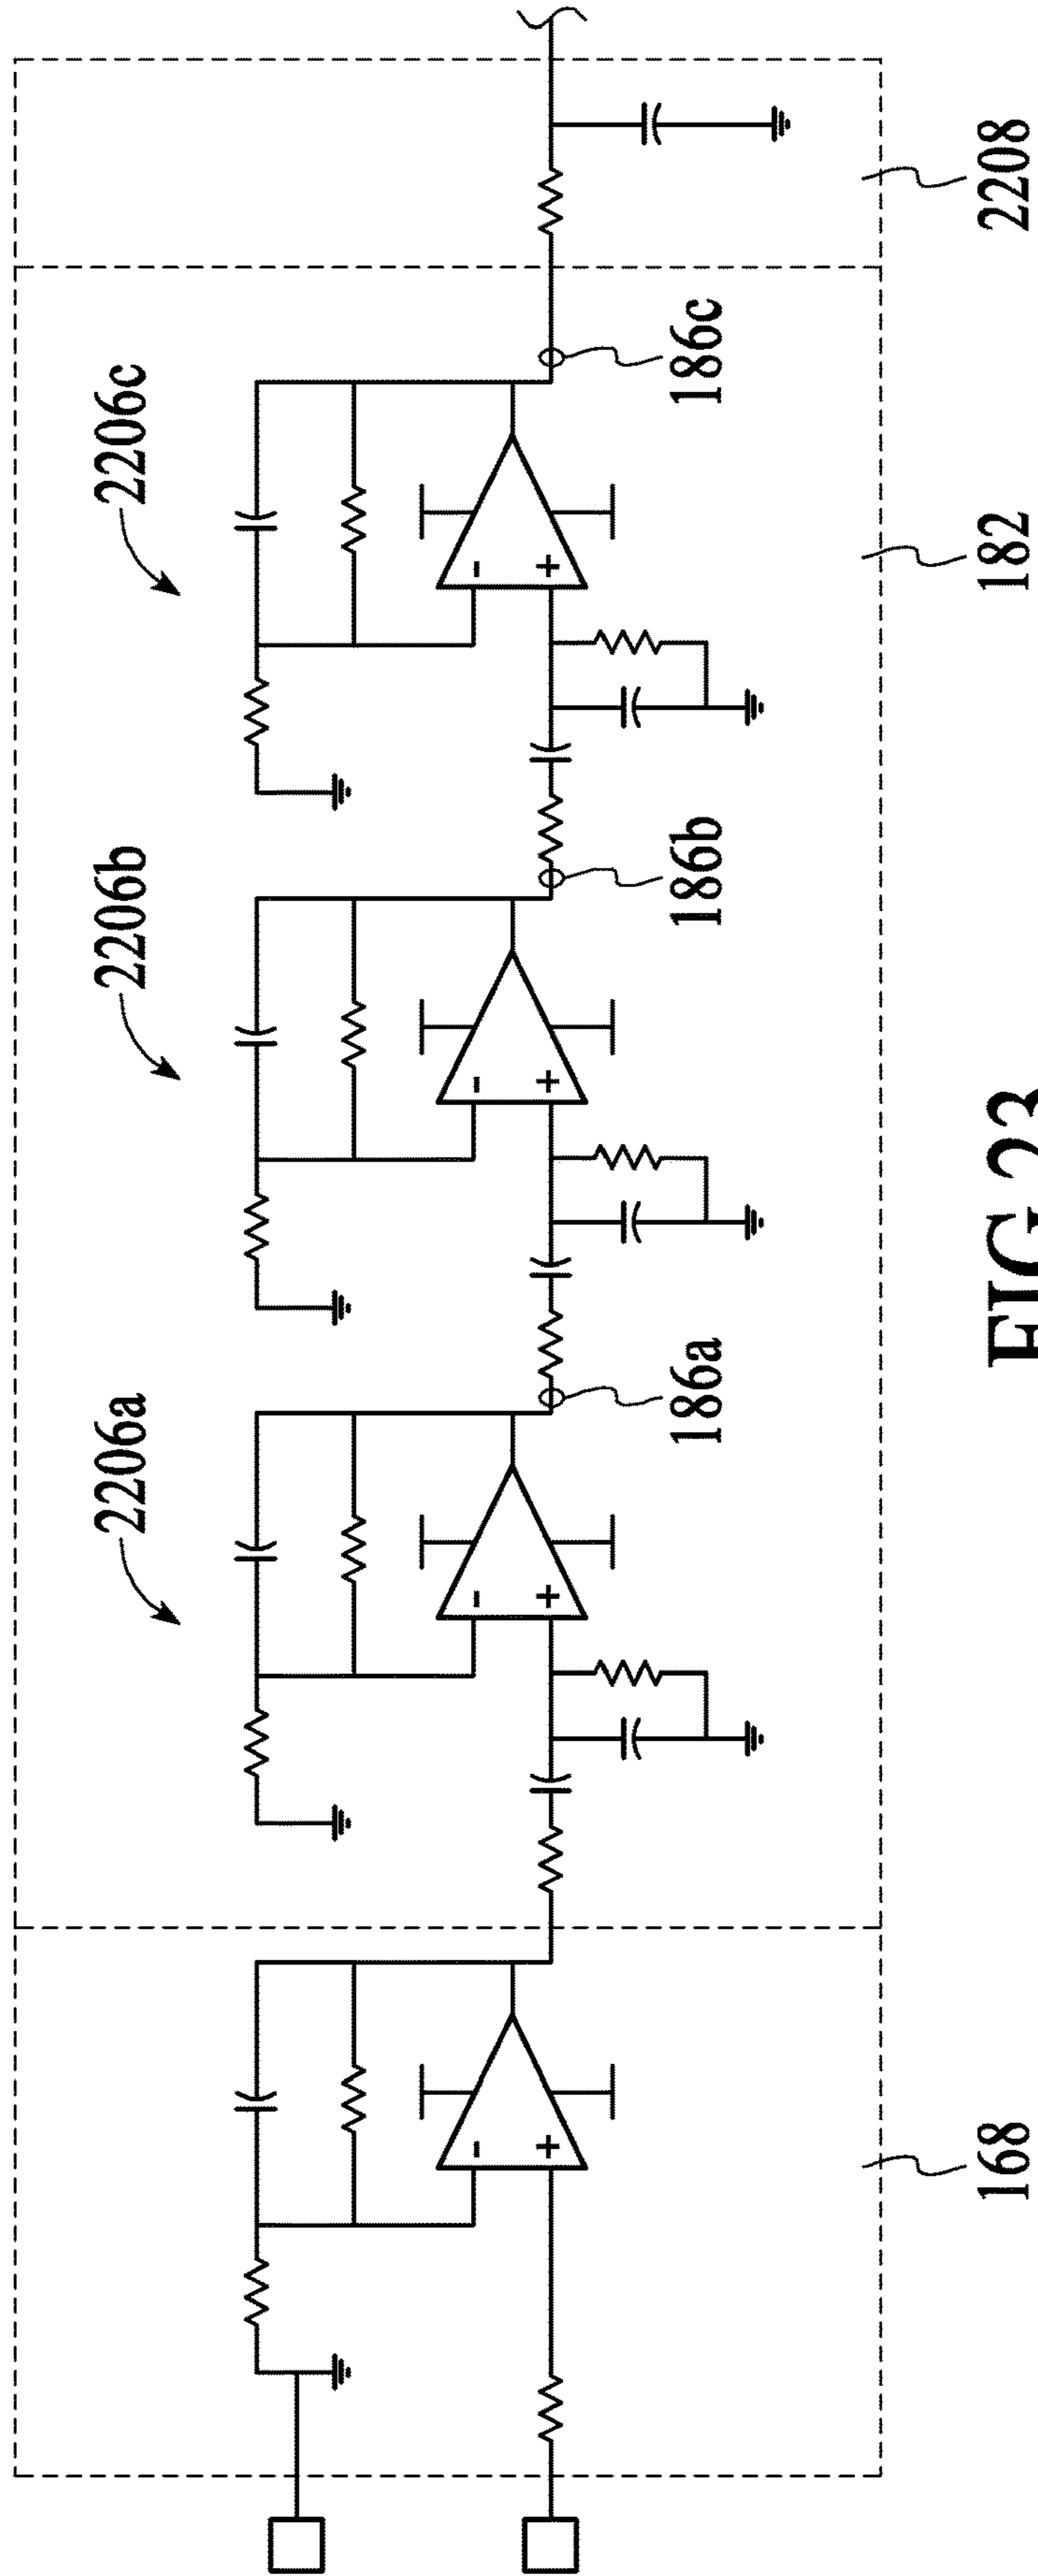 2206a
2206b
2206c
-
+
-
+
-
+
-
+
186a
186b
186c
168
182
2208
FIG 23